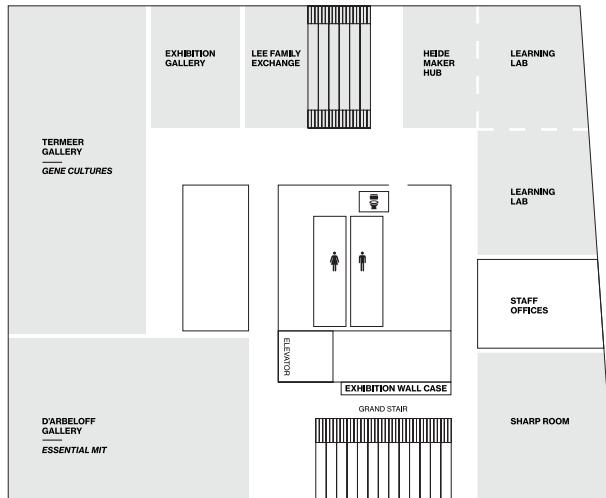 EXHIBITION
GALLERY
LEE FAMILY
EXCHANGE
HEIDE
MAKER
HUB
LEARNING
LAB
TERMEER
GALLERY
GENE CULTURES
LEARNING
LAB
STAFF
OFFICES
ELEVATOR
EXHIBITION WALL CASE
GRAND STAIR
D'ARBELOFF
GALLERY
ESSENTIAL MIT
SHARP ROOM